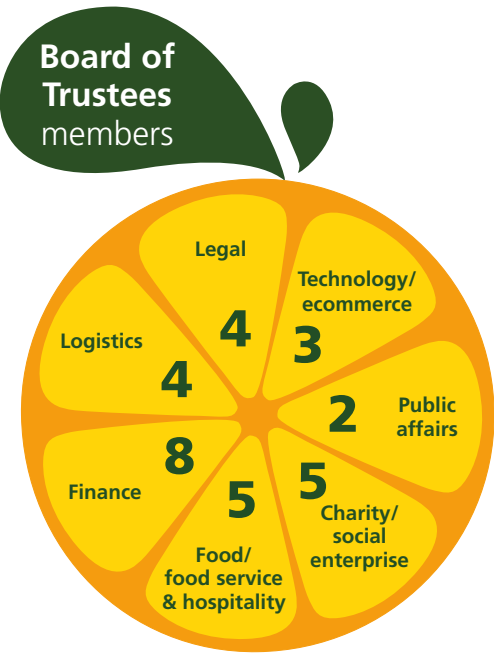 Board of
Trustees
members
Legal
4
Technology/
ecommerce
3
Public
affairs
2
Charity/
social
enterprise
5
Food/
food service
& hospitality
5
Finance
8
Logistics
4